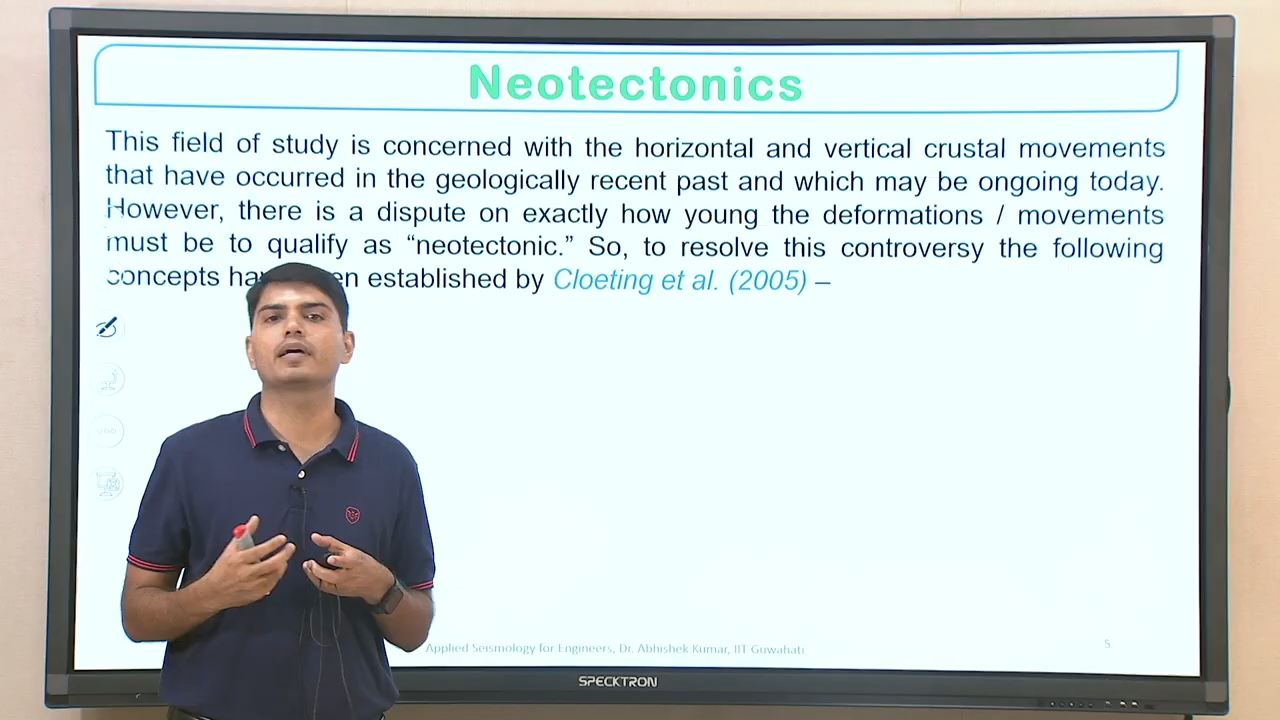 Neotectonics
This field of study is concerned with the horizontal and vertical crustal movements
that have occurred in the geologically recent past and which may be ongoing today.
However, there is a dispute on exactly how young the deformations / movements
must be to qualify as “neotectonic.” So, to resolve this controversy the following
concepts en established by Cloeting et al. (2005) –
Applied Seismology for Engineers, Dr. Abhishek Kumar, IIT Guwahati
5
SPECKTRON